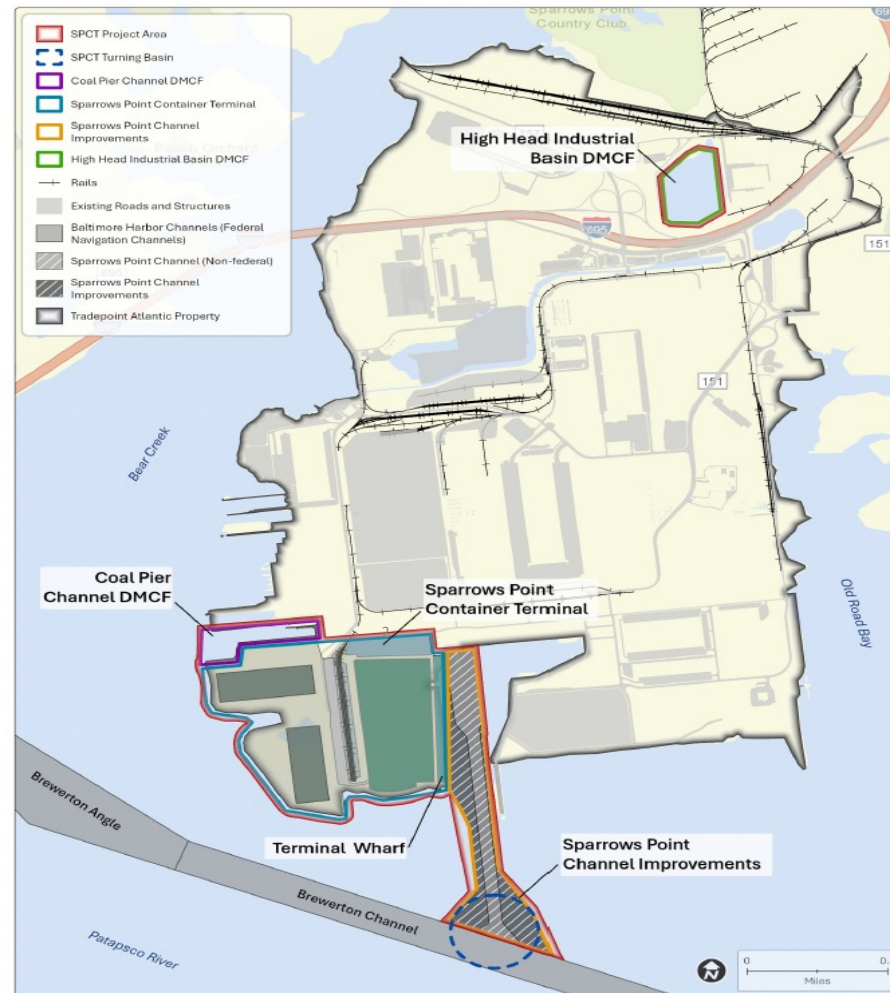 Sparrows Point
Country Club
SPCT Project Area
SPCT Turning Basin
Coal Pier Channel DMCF
Sparrows Point Container Terminal
Sparrows Point Channel
Improvements
High Head Industrial Basin DMCF
Rails
Existing Roads and Structures
Baltimore Harbor Channels (Federal
Navigation Channels)
Sparrows Point Channel (Non-federal)
Sparrows Point Channel
Improvements
Tradepoint Atlantic Property
High Head Industrial
Basin DMCF
695
151
151
Bear Creek
Coal Pier
Channel DMCF
Sparrows Point
Container Terminal
Old Road Bay
Brewerton Angle
Terminal Wharf
Sparrows Point
Channel Improvements
Brewerton Channel
Patapsco River
N
0
Miles